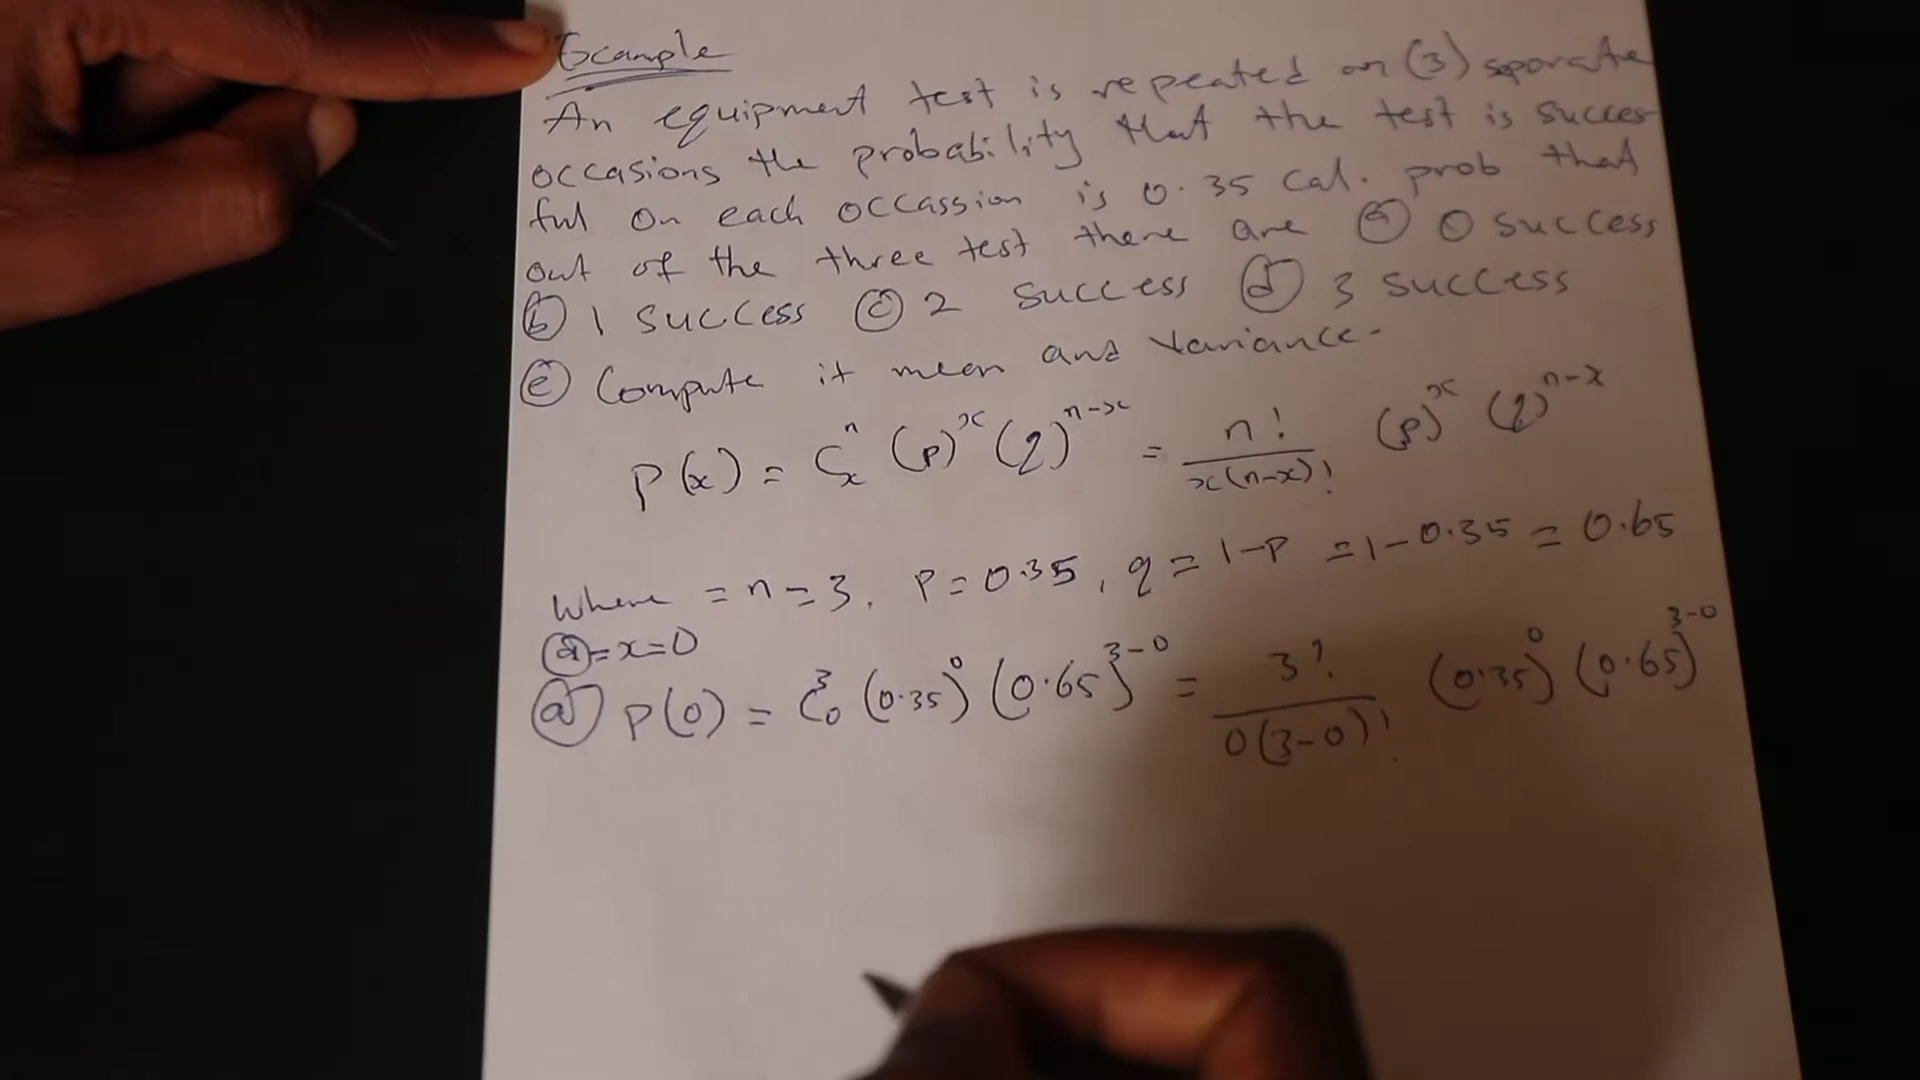 Example
An equipment test is repeated on (3) separate
occasions the probability that the test is succes
ful on each occassion is 0.35 Cal. prob that
out of the three test there are (a) 0 success
(b) 1 success (c) 2 success (d) 3 success
(e) Compute it mean and variance.
P(x) = C^n_x (p)^x (q)^n-x = n! / x(n-x)! (p)^x (q)^n-x
Where = n = 3, P = 0.35, q = 1-P = 1-0.35 = 0.65
(a) = x = 0
(a) P(0) = C^3_0 (0.35)^0 (0.65)^3-0 = 3! / 0(3-0)! (0.35)^0 (0.65)^3-0